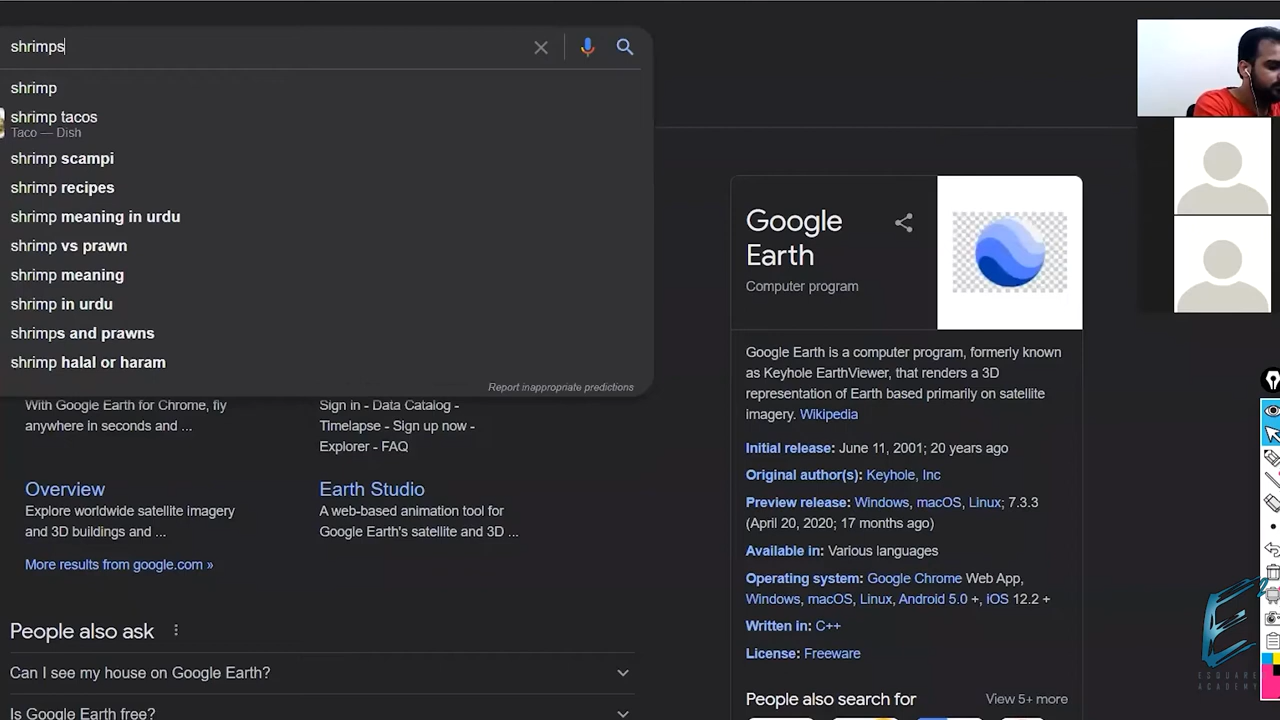 shrimps
shrimp
shrimp tacos
Taco — Dish
shrimp scampi
shrimp recipes
shrimp meaning in urdu
shrimp vs prawn
shrimp meaning
shrimp in urdu
shrimps and prawns
shrimp halal or haram
Report inappropriate predictions
With Google Earth for Chrome, fly
anywhere in seconds and ...
Sign in - Data Catalog -
Timelapse - Sign up now -
Explorer - FAQ
Overview
Explore worldwide satellite imagery
and 3D buildings and ...
Earth Studio
A web-based animation tool for
Google Earth's satellite and 3D ...
More results from google.com »
People also ask
Can I see my house on Google Earth?
Is Google Earth free?
Google
Earth
Computer program
Google Earth is a computer program, formerly known
as Keyhole EarthViewer, that renders a 3D
representation of Earth based primarily on satellite
imagery. Wikipedia
Initial release: June 11, 2001; 20 years ago
Original author(s): Keyhole, Inc
Preview release: Windows, macOS, Linux; 7.3.3
(April 20, 2020; 17 months ago)
Available in: Various languages
Operating system: Google Chrome Web App,
Windows, macOS, Linux, Android 5.0 +, iOS 12.2 +
Written in: C++
License: Freeware
People also search for
View 5+ more
E²
ESQUARE
ACADEMY